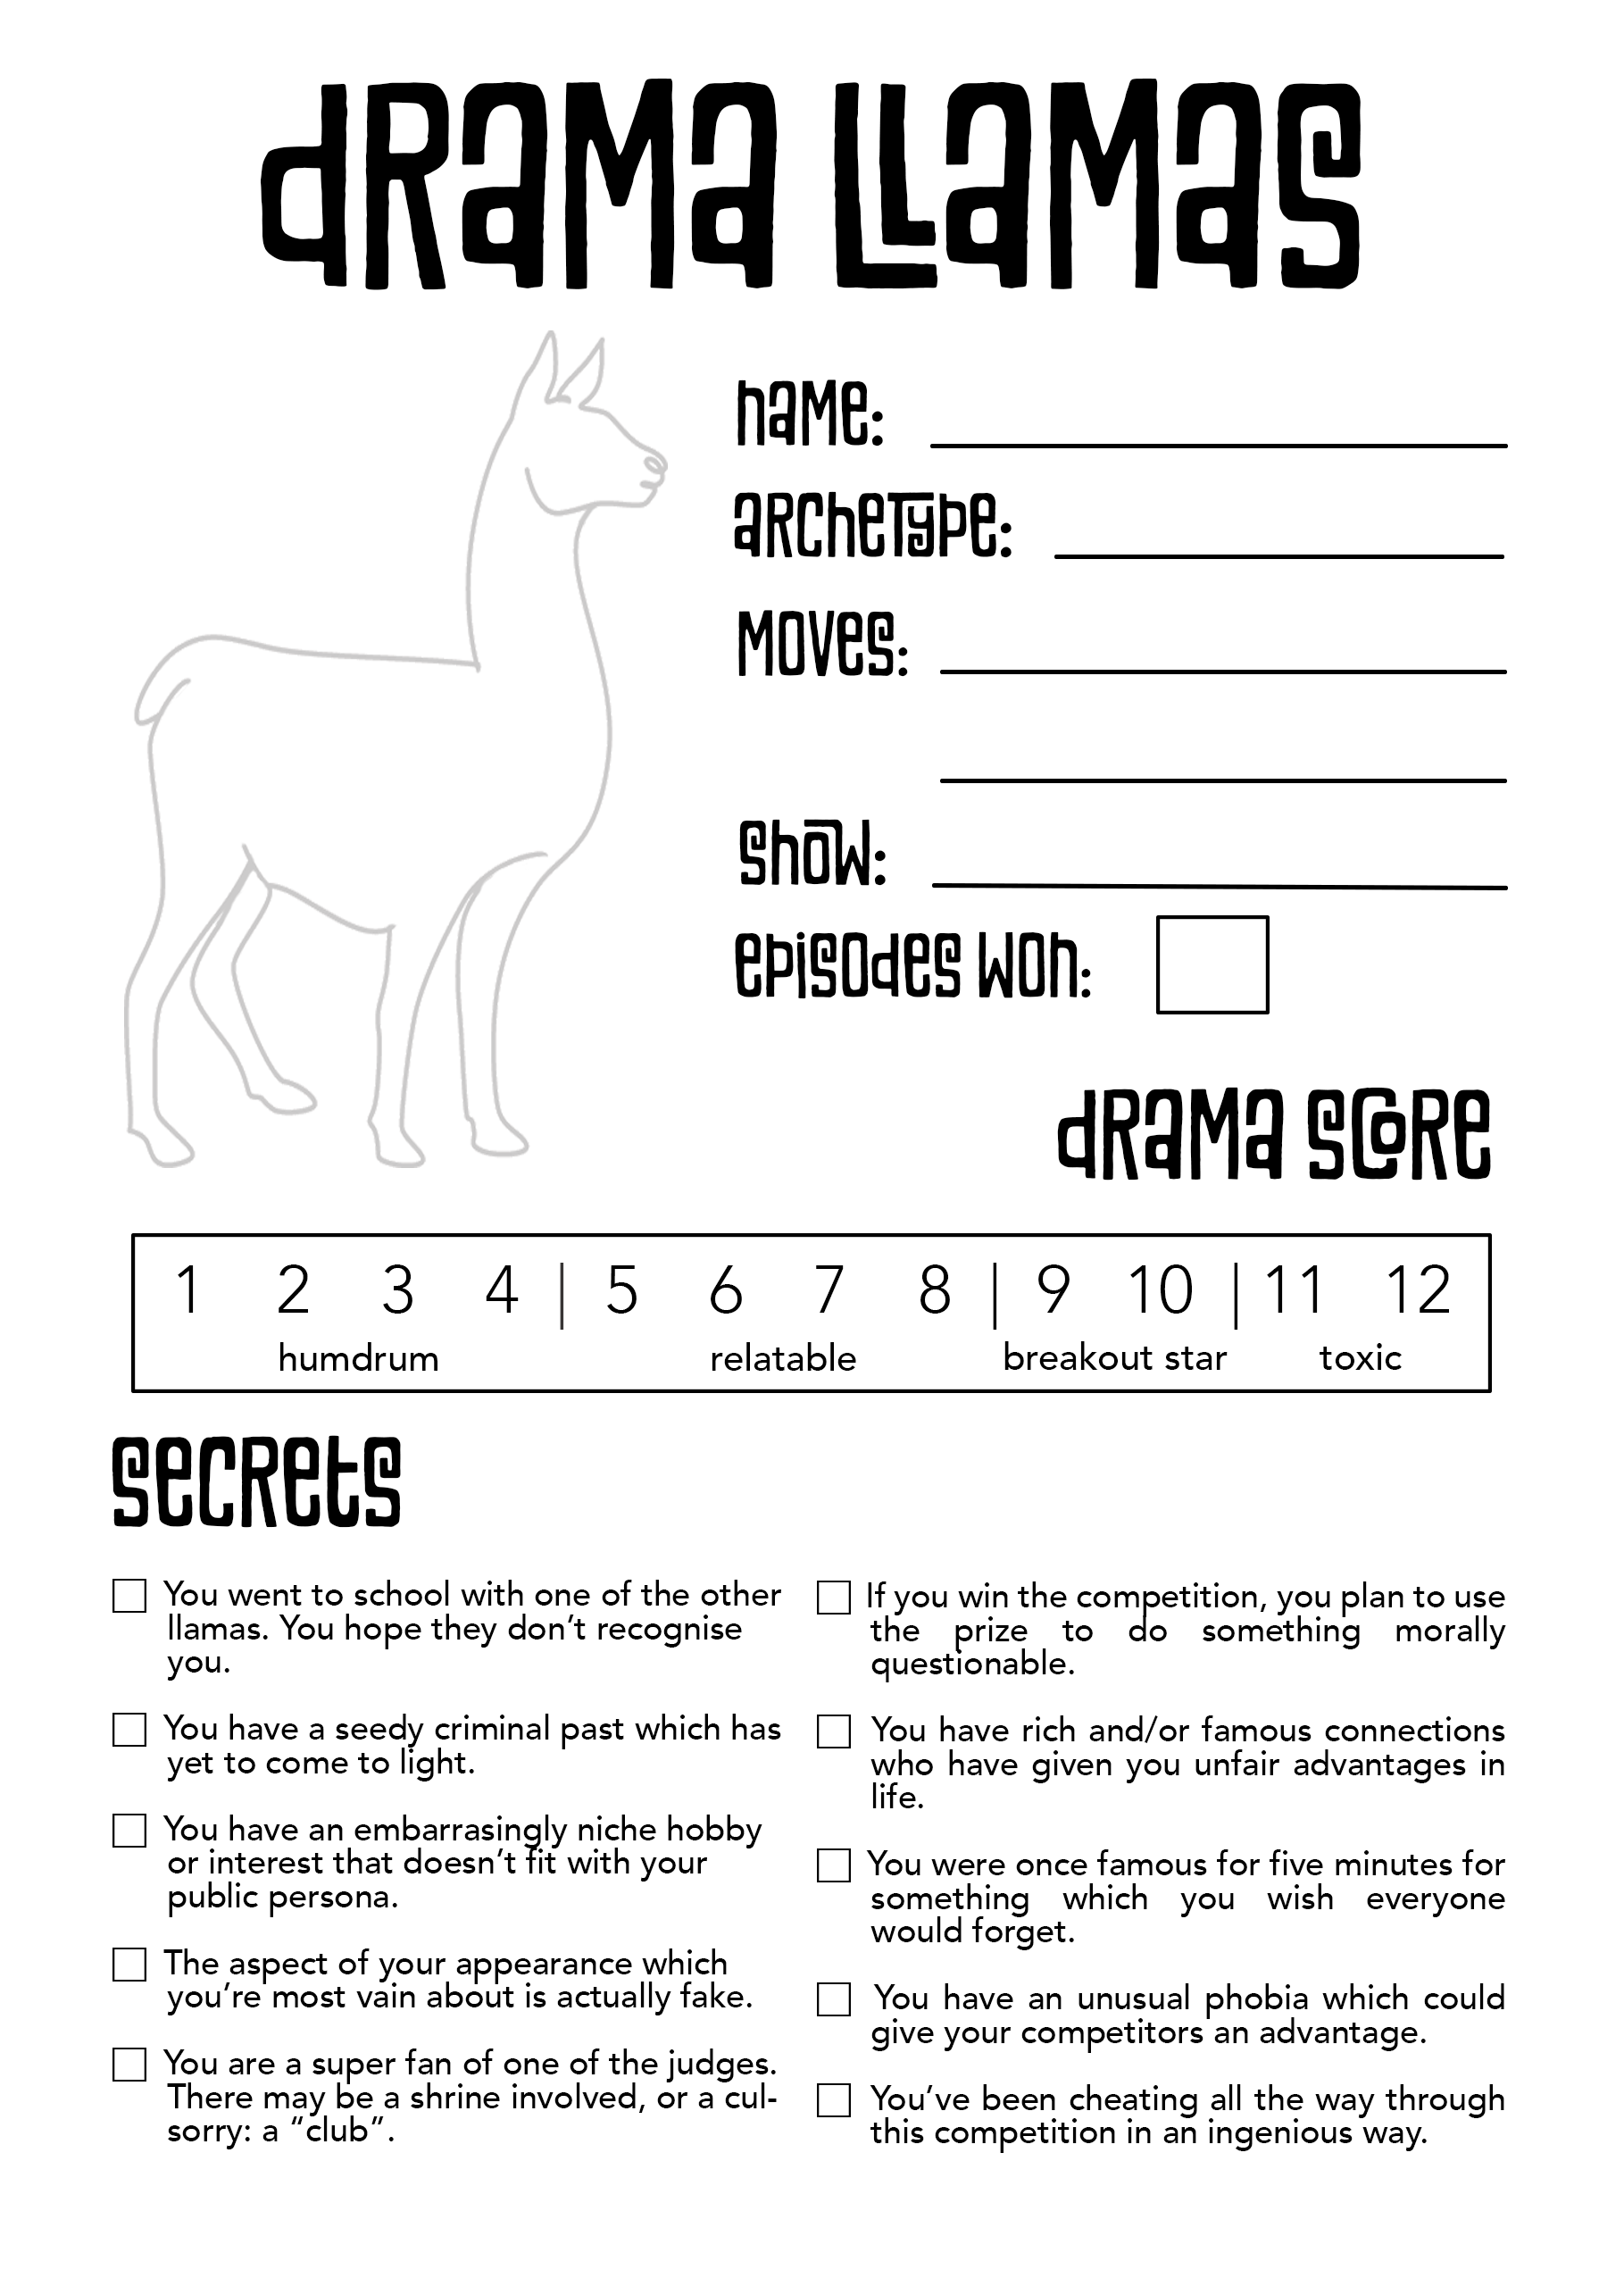 dRaMa LLaMas
Name:
aRcheType:
Moves:
show:
episodes won:
dRaMa scoRe
1 2 3 4 | 5 6 7 8 | 9 10 | 11 12
humdrum relatable breakout star toxic
secRets
You went to school with one of the other
llamas. You hope they don’t recognise
you.
You have a seedy criminal past which has
yet to come to light.
You have an embarrasingly niche hobby
or interest that doesn’t fit with your
public persona.
The aspect of your appearance which
you’re most vain about is actually fake.
You are a super fan of one of the judges.
There may be a shrine involved, or a cul-
sorry: a “club”.
If you win the competition, you plan to use
the prize to do something morally
questionable.
You have rich and/or famous connections
who have given you unfair advantages in
life.
You were once famous for five minutes for
something which you wish everyone
would forget.
You have an unusual phobia which could
give your competitors an advantage.
You’ve been cheating all the way through
this competition in an ingenious way.